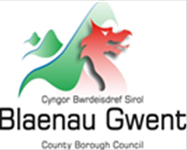 Cyngor Bwrdeisdref Sirol
Blaenau Gwent
County Borough Council